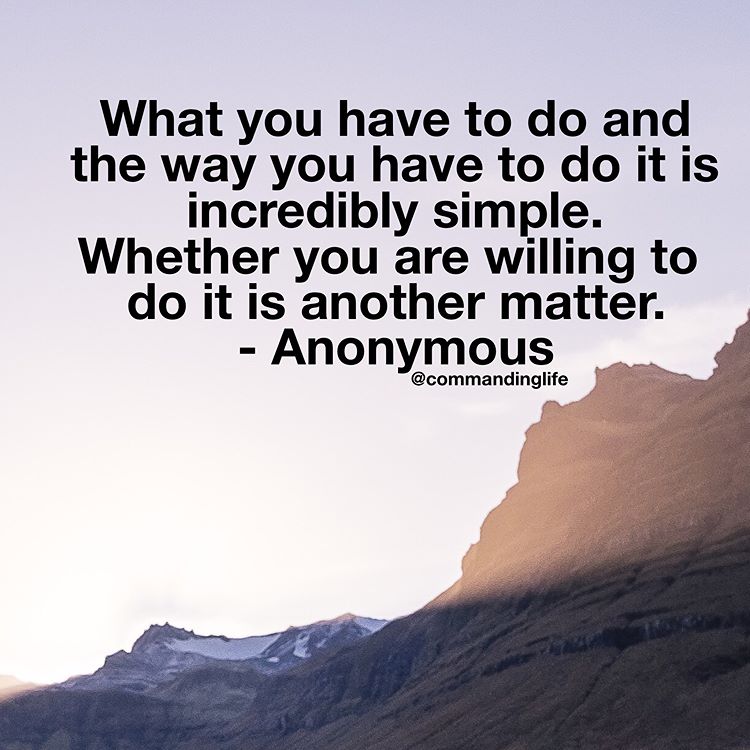 What you have to do and
the way you have to do it is
incredibly simple.
Whether you are willing to
do it is another matter.
- Anonymous
@commandinglife